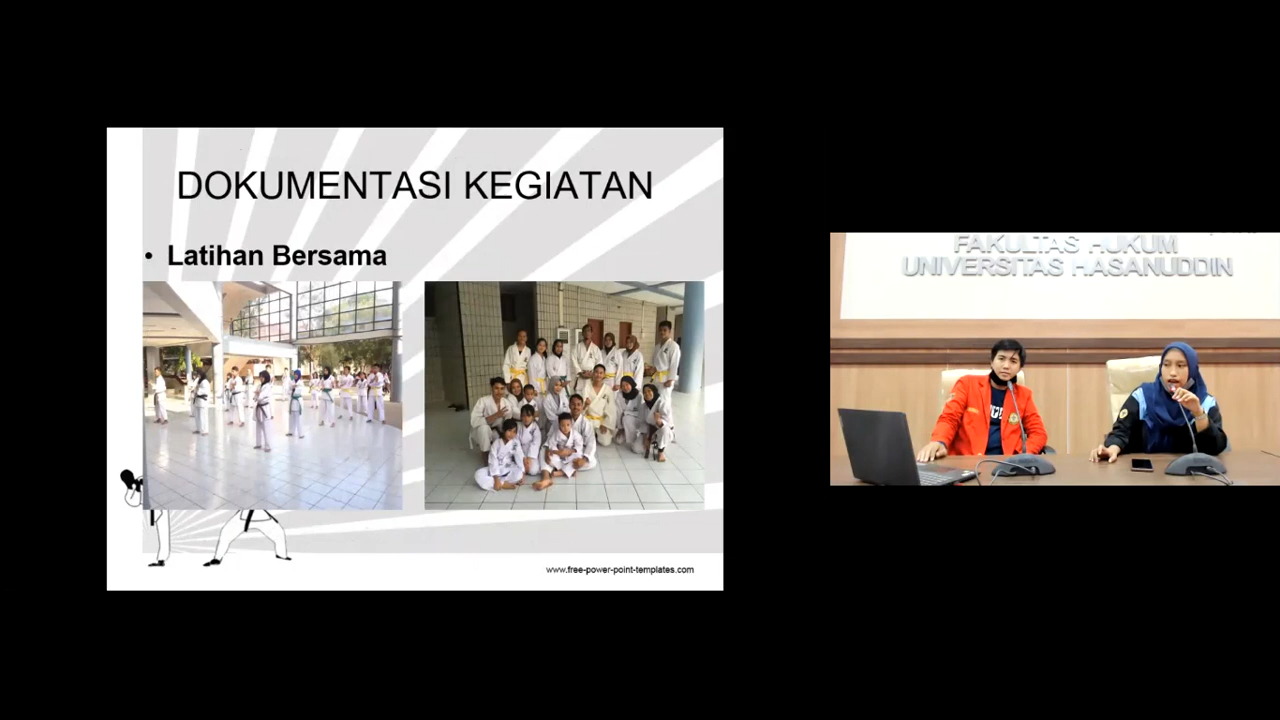 DOKUMENTASI KEGIATAN
• Latihan Bersama
www.free-power-point-templates.com
FAKULTAS HUKUM
UNIVERSITAS HASANUDDIN